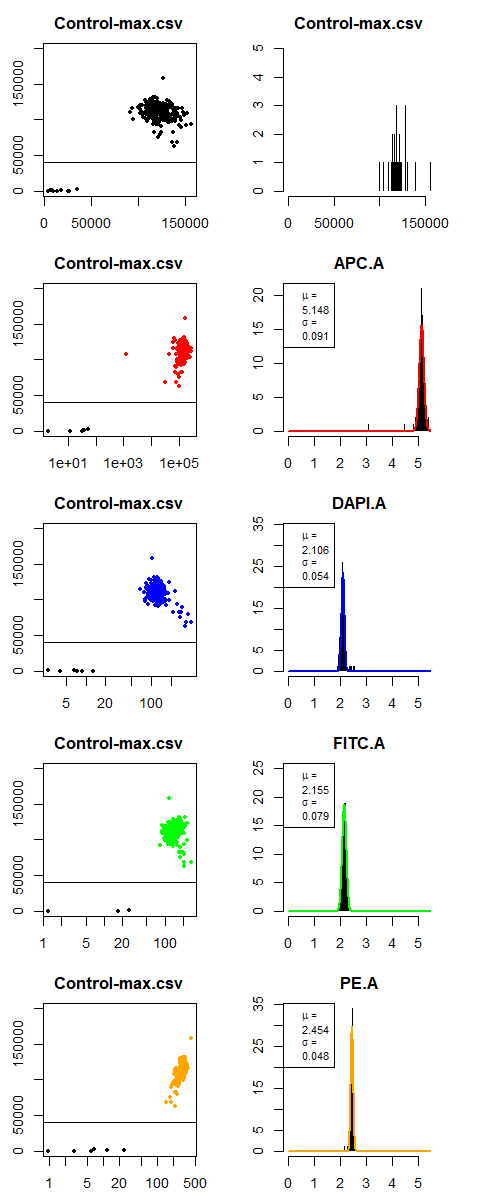 Control-max.csv
Control-max.csv
0 50000 150000
0 50000 150000
0 1 2 3 4 5
0 50000 150000
Control-max.csv
APC.A
0 50000 150000
1e+01 1e+03 1e+05
μ =
5.148
σ =
0.091
0 5 10 15 20
0 1 2 3 4 5
Control-max.csv
DAPI.A
0 50000 150000
5 20 100
μ =
2.106
σ =
0.054
0 5 15 25 35
0 1 2 3 4 5
Control-max.csv
FITC.A
0 50000 150000
1 5 20 100
μ =
2.155
σ =
0.079
0 5 10 15 20 25
0 1 2 3 4 5
Control-max.csv
PE.A
0 50000 150000
1 5 20 100 500
μ =
2.454
σ =
0.048
0 5 15 25 35
0 1 2 3 4 5